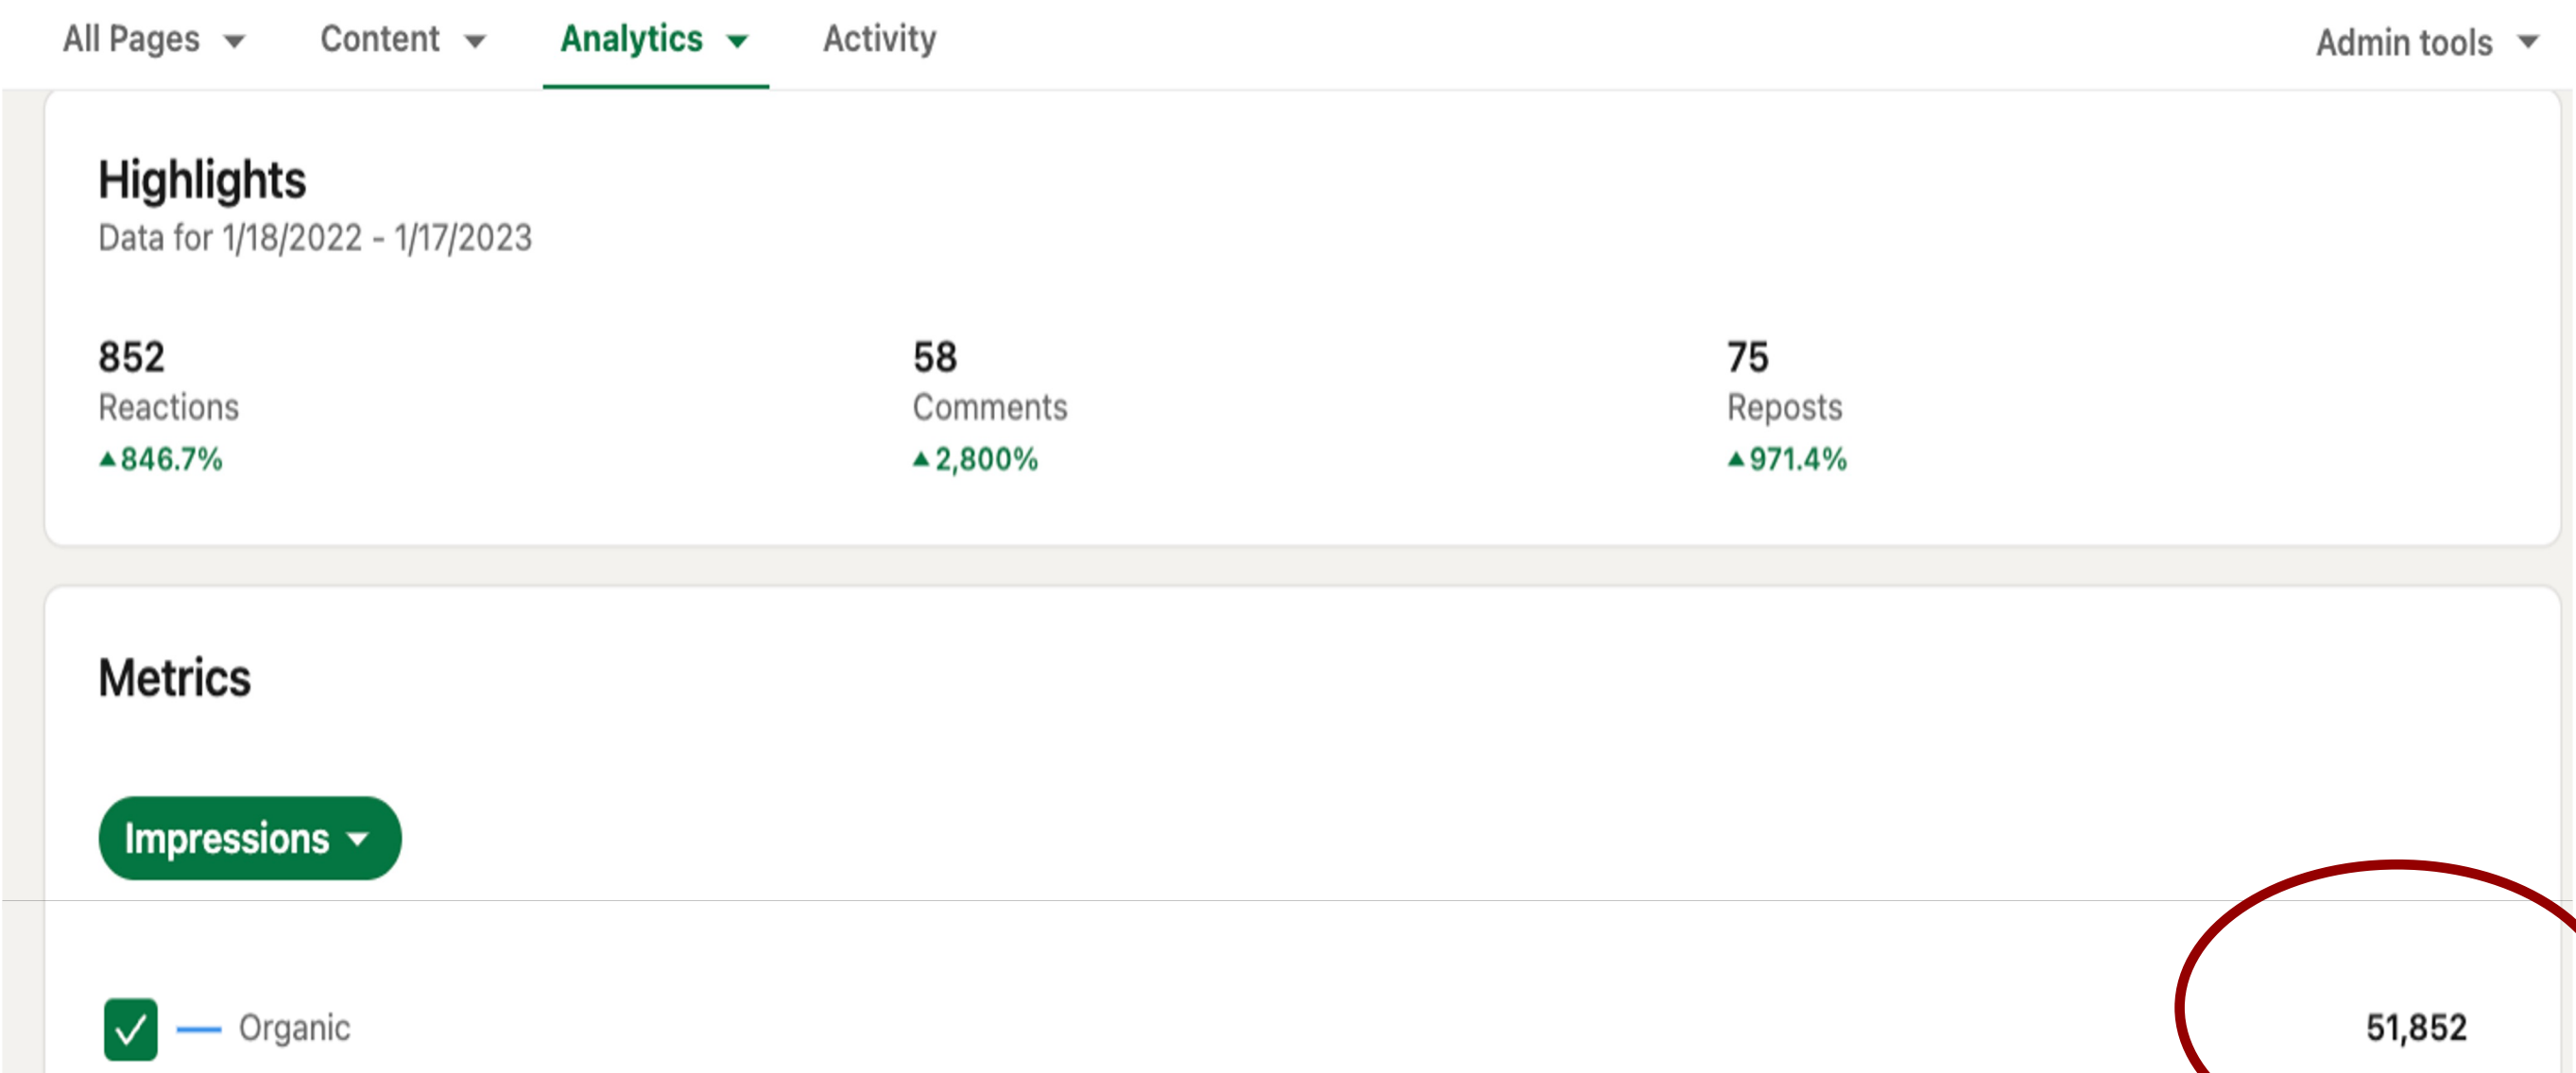 All Pages Content Analytics Activity Admin tools
Highlights
Data for 1/18/2022 - 1/17/2023
852 58 75
Reactions Comments Reposts
▲846.7% ▲2,800% ▲971.4%
Metrics
Impressions
Organic 51,852